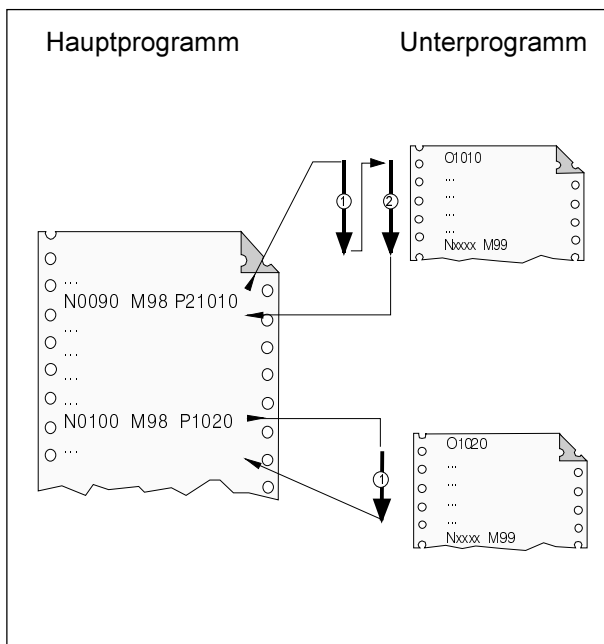 Hauptprogramm
Unterprogramm
...
N0090 M98 P21010
...
...
...
N0100 M98 P1020
...
1
2
O1010
...
...
...
...
Nxxxx M99
1
O1020
...
...
...
...
Nxxxx M99